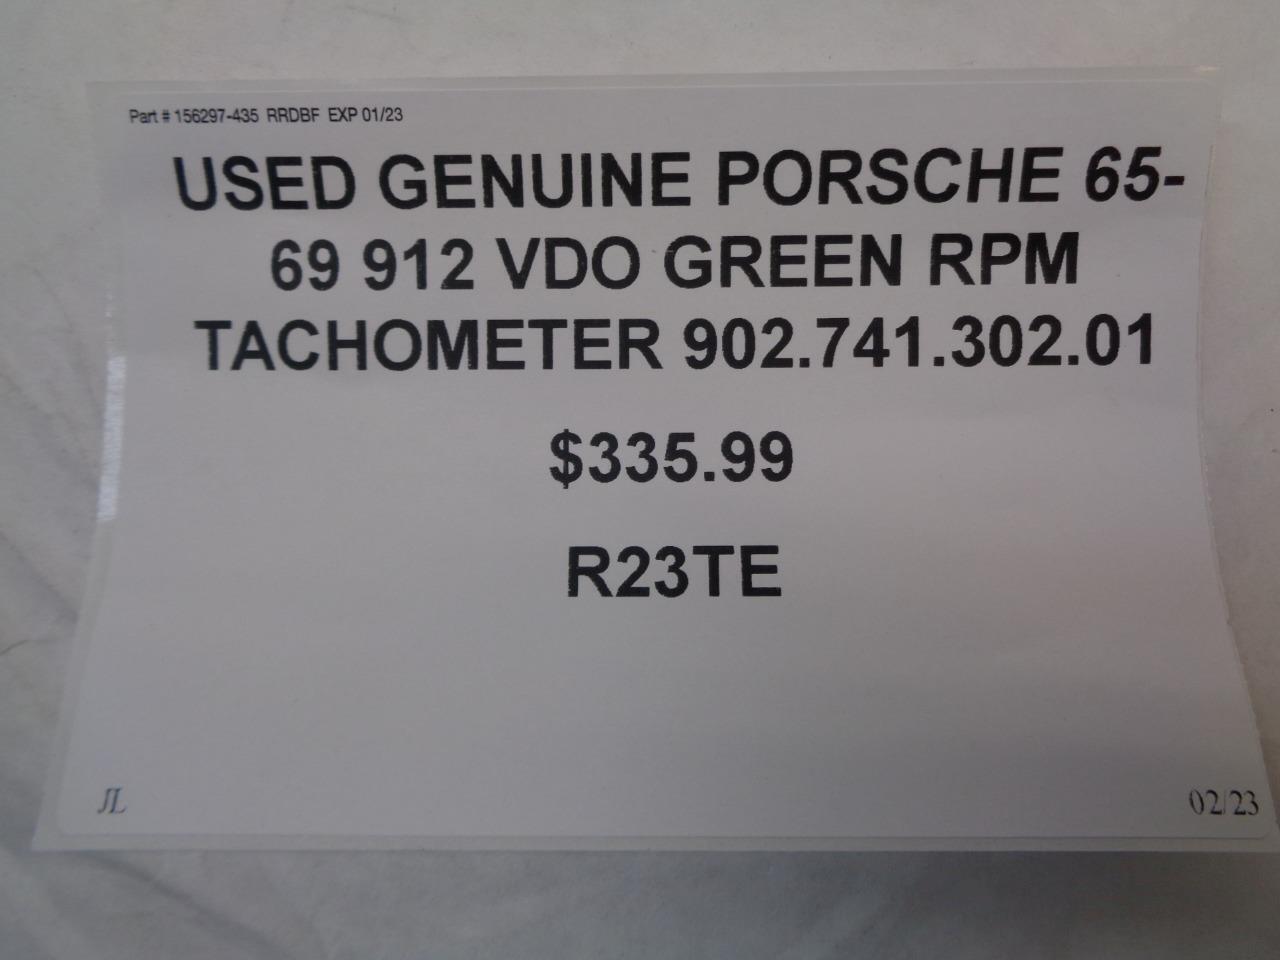 Part # 156297-435 RRDBF EXP 01/23
USED GENUINE PORSCHE 65-
69 912 VDO GREEN RPM
TACHOMETER 902.741.302.01
$335.99
R23TE
JL 02/23